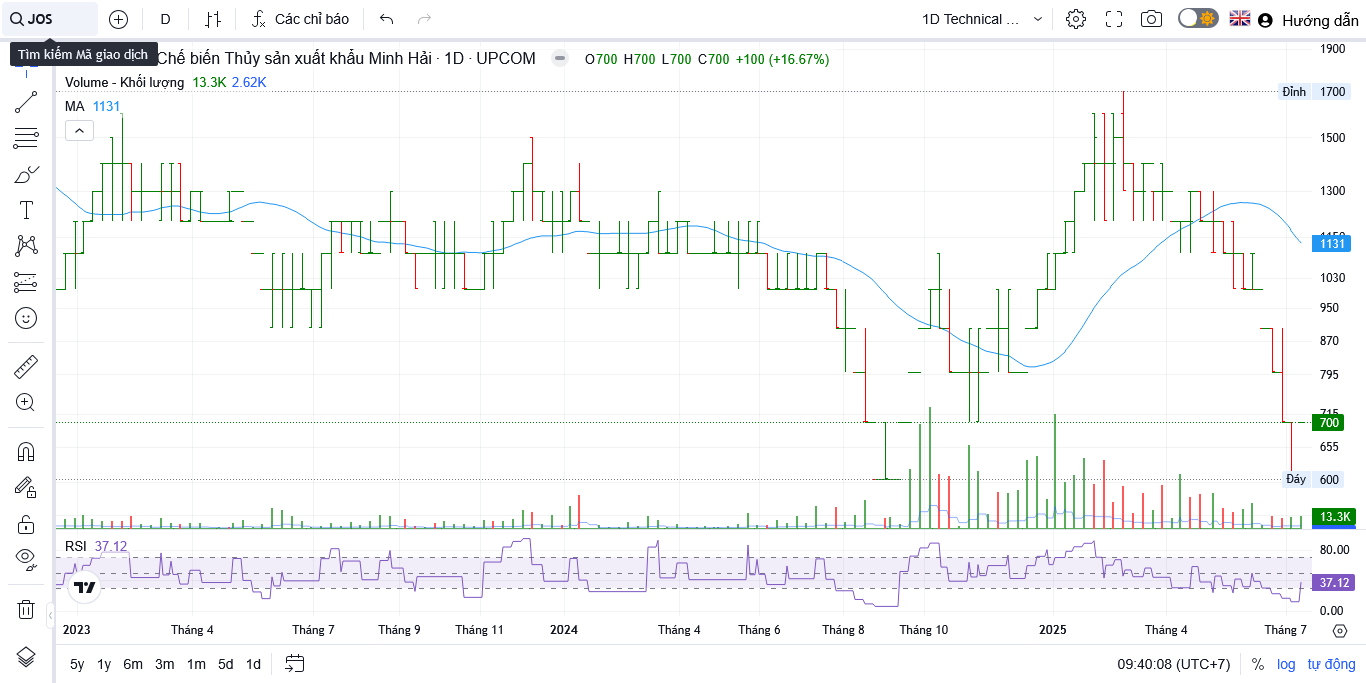 JOS D Các chỉ báo 1D Technical ... Hướng dẫn
Tìm kiếm Mã giao dịch
Chế biến Thủy sản xuất khẩu Minh Hải · 1D · UPCOM O700 H700 L700 C700 +100 (+16.67%)
Volume - Khối lượng 13.3K 2.62K
MA 1131
1900
Đỉnh 1700
1500
1300
1150
1131
1030
950
870
795
715
700
655
Đáy 600
13.3K
RSI 37.12
80.00
37.12
0.00
2023 Tháng 4 Tháng 7 Tháng 9 Tháng 11 2024 Tháng 4 Tháng 6 Tháng 8 Tháng 10 2025 Tháng 4 Tháng 7
5y 1y 6m 3m 1m 5d 1d 09:40:08 (UTC+7) % log tự động